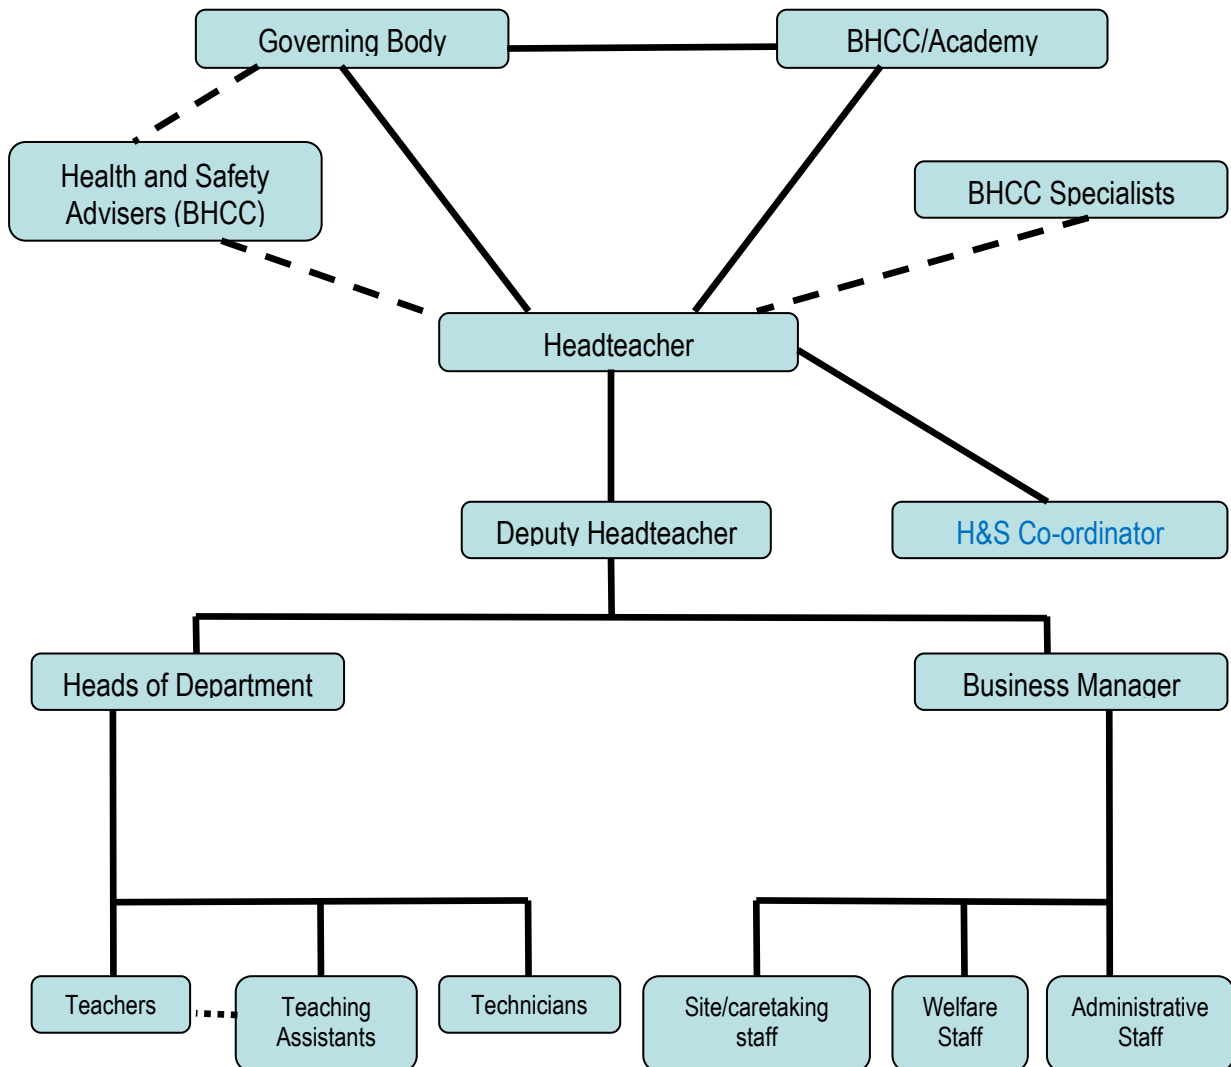 Governing Body
BHCC/Academy
Health and Safety
Advisers (BHCC)
BHCC Specialists
Headteacher
Deputy Headteacher
H&S Co-ordinator
Heads of Department
Business Manager
Teachers
Teaching
Assistants
Technicians
Site/caretaking
staff
Welfare
Staff
Administrative
Staff